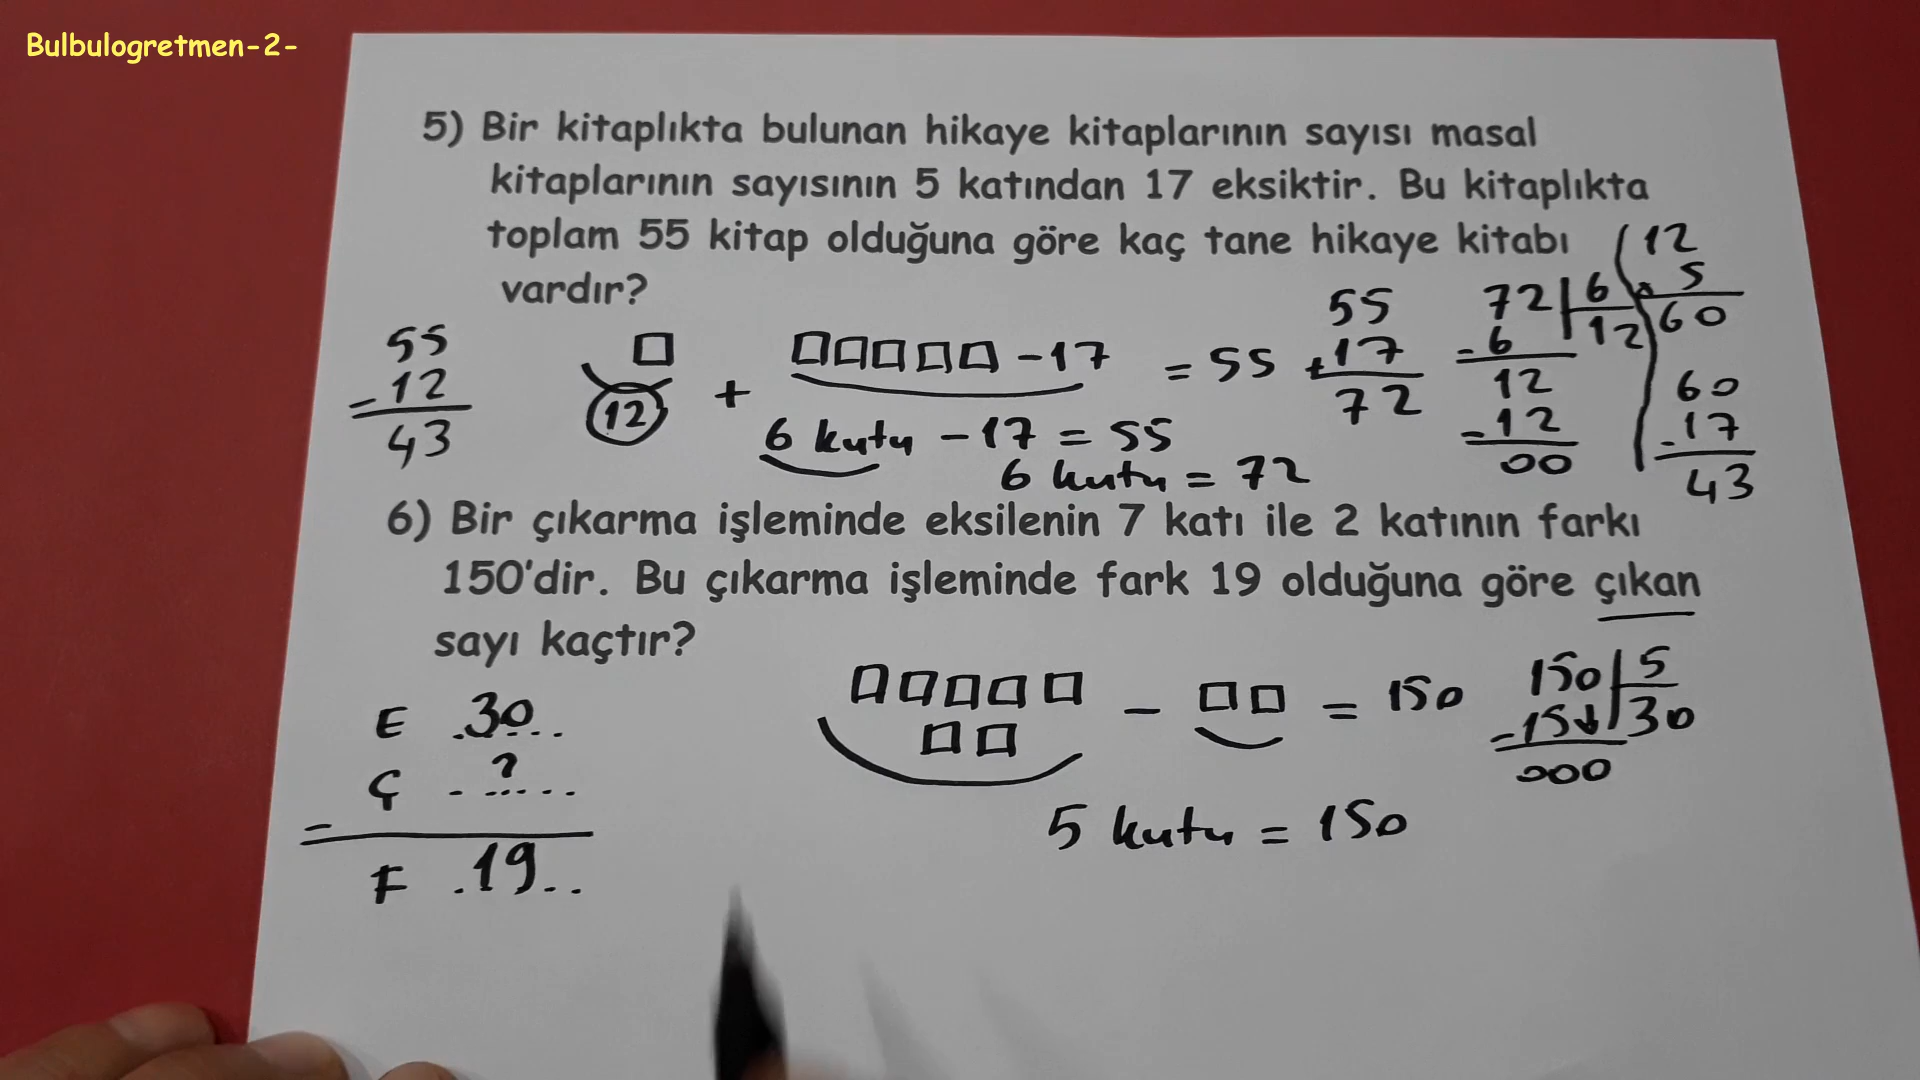 Bulbulogretmen-2-
5) Bir kitaplıkta bulunan hikaye kitaplarının sayısı masal
kitaplarının sayısının 5 katından 17 eksiktir. Bu kitaplıkta
toplam 55 kitap olduğuna göre kaç tane hikaye kitabı
vardır?
55
- 12
43
12
+
- 17 = 55
6 kutu - 17 = 55
6 kutu = 72
55
+ 17
72
72 | 6
12
- 6
12
- 12
00
12
x 5
60
60
- 17
43
6) Bir çıkarma işleminde eksilenin 7 katı ile 2 katının farkı
150'dir. Bu çıkarma işleminde fark 19 olduğuna göre çıkan
sayı kaçtır?
E .30...
Ç ..?...
-
F .19..
- = 150
5 kutu = 150
150 | 5
- 15 30
000